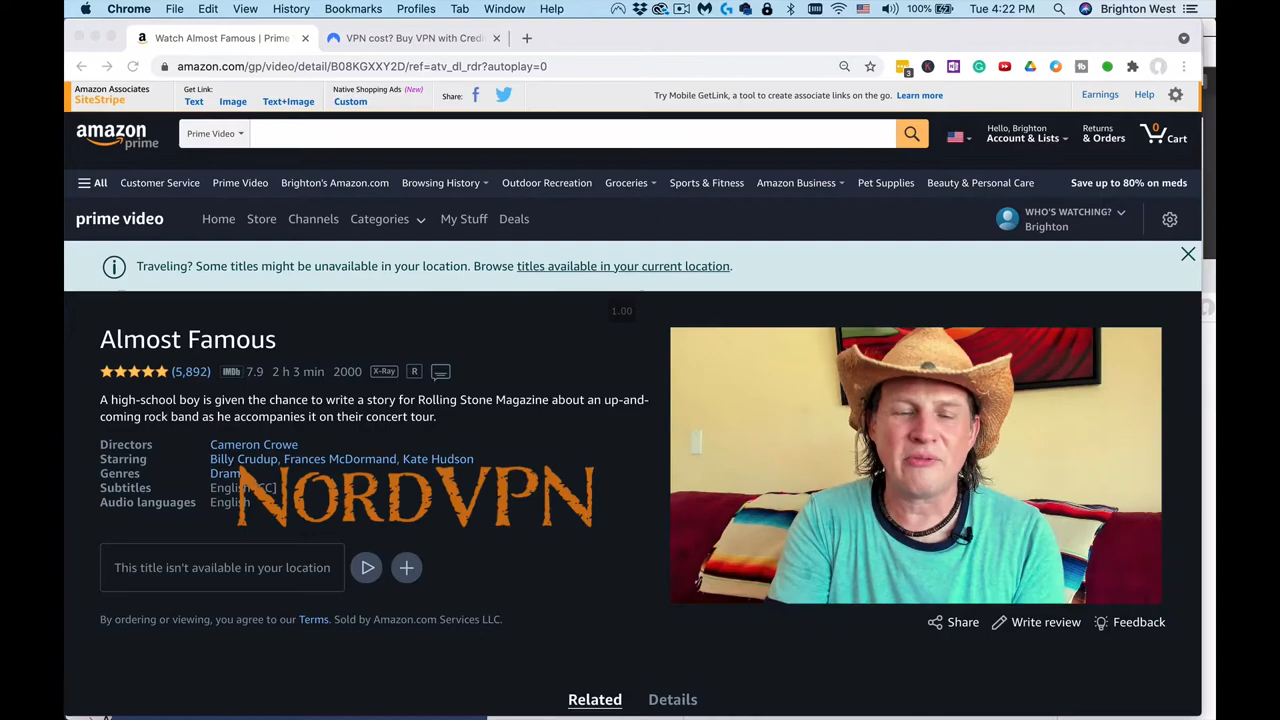 Chrome File Edit View History Bookmarks Profiles Tab Window Help 100% Tue 4:22 PM Brighton West
Watch Almost Famous | Prime VPN cost? Buy VPN with Credi
amazon.com/gp/video/detail/B08KGXXY2D/ref=atv_dl_rdr?autoplay=0 3
Amazon Associates Get Link: Native Shopping Ads (New)
SiteStripe Text Image Text+Image Custom Share: Try Mobile GetLink, a tool to create associate links on the go. Learn more Earnings Help
amazon prime Prime Video Hello, Brighton Returns 0
Account & Lists & Orders Cart
All Customer Service Prime Video Brighton's Amazon.com Browsing History Outdoor Recreation Groceries Sports & Fitness Amazon Business Pet Supplies Beauty & Personal Care Save up to 80% on meds
prime video Home Store Channels Categories My Stuff Deals WHO'S WATCHING?
Brighton
Traveling? Some titles might be unavailable in your location. Browse titles available in your current location.
1.00
Almost Famous
(5,892) IMDb 7.9 2 h 3 min 2000 X-Ray R
A high-school boy is given the chance to write a story for Rolling Stone Magazine about an up-and-
coming rock band as he accompanies it on their concert tour.
Directors Cameron Crowe
Starring Billy Crudup, Frances McDormand, Kate Hudson
Genres Dram
Subtitles English [CC]
Audio languages English
NordVPN
This title isn't available in your location
By ordering or viewing, you agree to our Terms. Sold by Amazon.com Services LLC.
Share Write review Feedback
Related Details